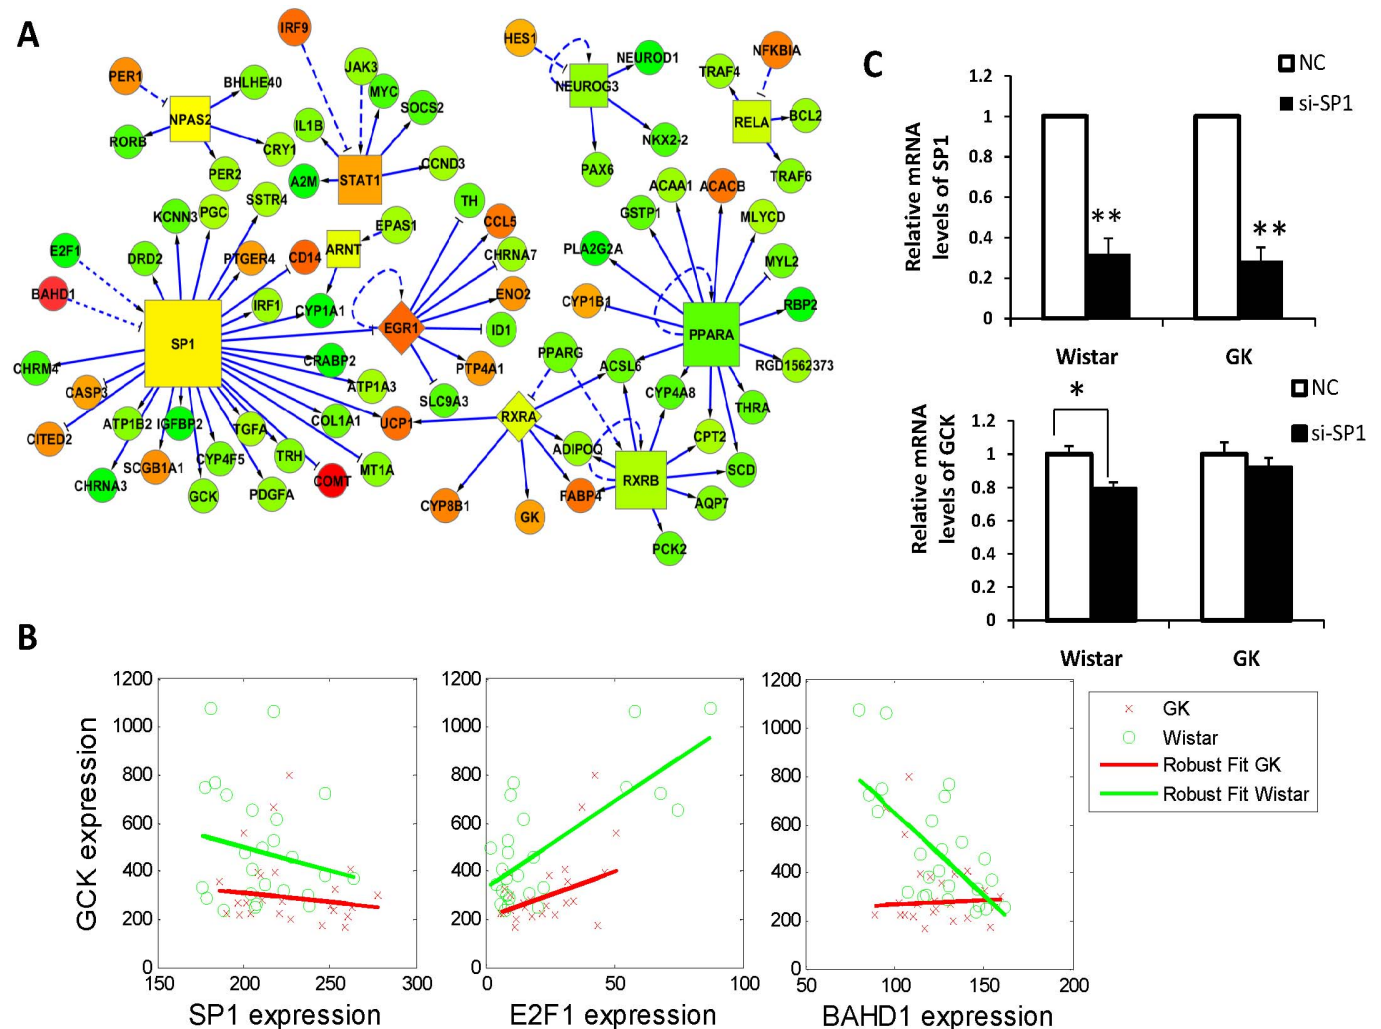 A
IRF9
PER1
BHLHE40
NPAS2
RORB
CRY1
PER2
JAK3
MYC
IL1B
SOCS2
A2M
STAT1
CCND3
HES1
NEUROD1
NEUROG3
NKX2-2
PAX6
NFKBIA
TRAF4
RELA
BCL2
TRAF6
KCNN3
PGC
SSTR4
E2F1
DRD2
PTGER4
CD14
BAHD1
IRF1
CYP1A1
SP1
CRABP2
CHRM4
ATP1A3
CASP3
CITED2
ATP1B2
IGFBP2
TGFA
COL1A1
UCP1
SCGB1A1
CYP4F5
TRH
COMT
MT1A
CHRNA3
GCK
PDGFA
ARNT
EPAS1
TH
CCL5
CHRNA7
ENO2
EGR1
ID1
PTP4A1
SLC9A3
ACAA1
ACACB
GSTP1
MLYCD
PLA2G2A
MYL2
CYP1B1
RBP2
PPARA
PPARG
ACSL6
RGD1562373
CYP4A8
THRA
RXRA
ADIPOQ
CPT2
RXRB
SCD
FABP4
AQP7
CYP8B1
GK
PCK2
C
NC
si-SP1
Relative mRNA
levels of SP1
1.2
1
0.8
0.6
0.4
0.2
0
**
**
Wistar
GK
NC
si-SP1
Relative mRNA
levels of GCK
1.2
1
0.8
0.6
0.4
0.2
0
*
Wistar
GK
B
GCK expression
1200
1000
800
600
400
200
0
150 200 250 300
SP1 expression
1200
1000
800
600
400
200
0
0 50 100
E2F1 expression
1200
1000
800
600
400
200
0
50 100 150 200
BAHD1 expression
GK
Wistar
Robust Fit GK
Robust Fit Wistar